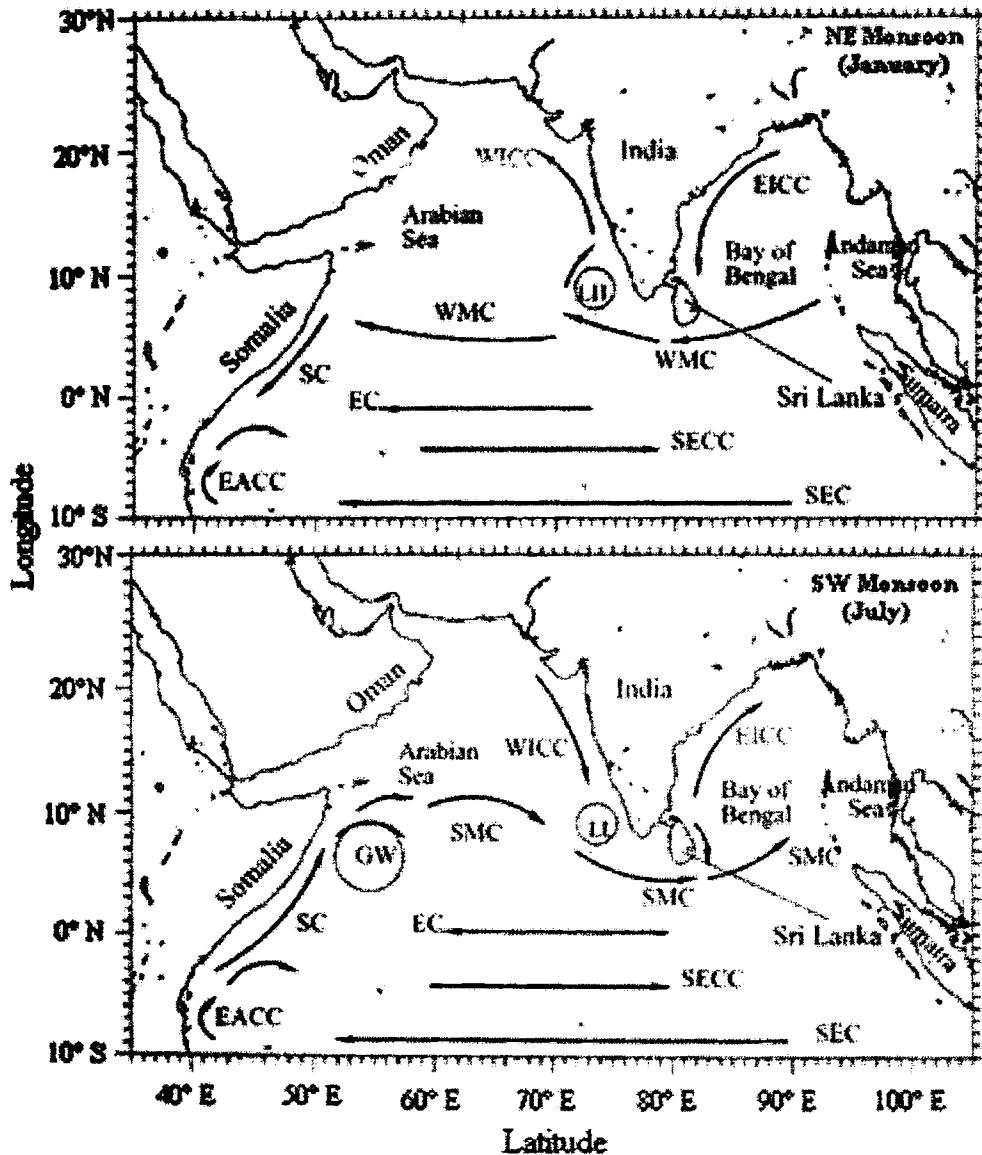 30°N
NE Monsoon
(January)
20°N
Oman
WICC
India
EICC
Arabian
Sea
Bay of
Bengal
Andaman
Sea
10°N
LH
Somalia
WMC
WMC
SC
0° N
EC
Sri Lanka
Sumatra
SECC
EACC
SEC
10° S
Longitude
30°N
SW Monsoon
(July)
20°N
Oman
India
WICC
EICC
Arabian
Sea
Bay of
Bengal
Andaman
Sea
10°N
SMC
GW
SMC
SMC
Somalia
SC
0° N
EC
Sri Lanka
Sumatra
SECC
EACC
SEC
10° S
40° E
50° E
60° E
70° E
80° E
90° E
100° E
Latitude